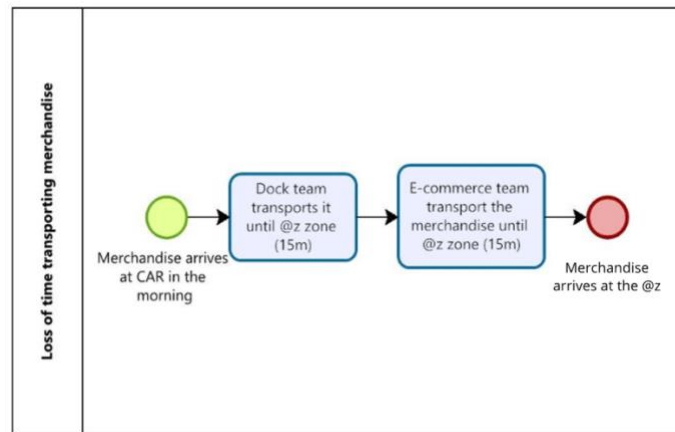 Loss of time transporting merchandise
Merchandise arrives
at CAR in the
morning
Dock team
transports it
until @z zone
(15m)
E-commerce team
transport the
merchandise until
@z zone (15m)
Merchandise
arrives at the @z